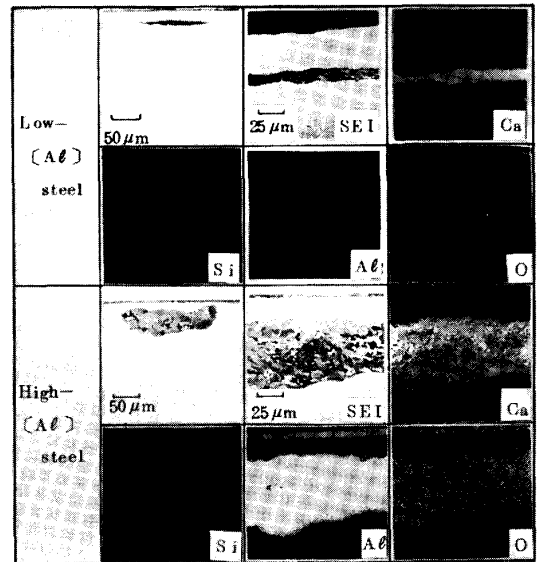 Low-
〔Aℓ〕
steel
50 μm
25 μm SEI
Ca
Si
Aℓ
O
High-
〔Aℓ〕
steel
50 μm
25 μm SEI
Ca
Si
Aℓ
O